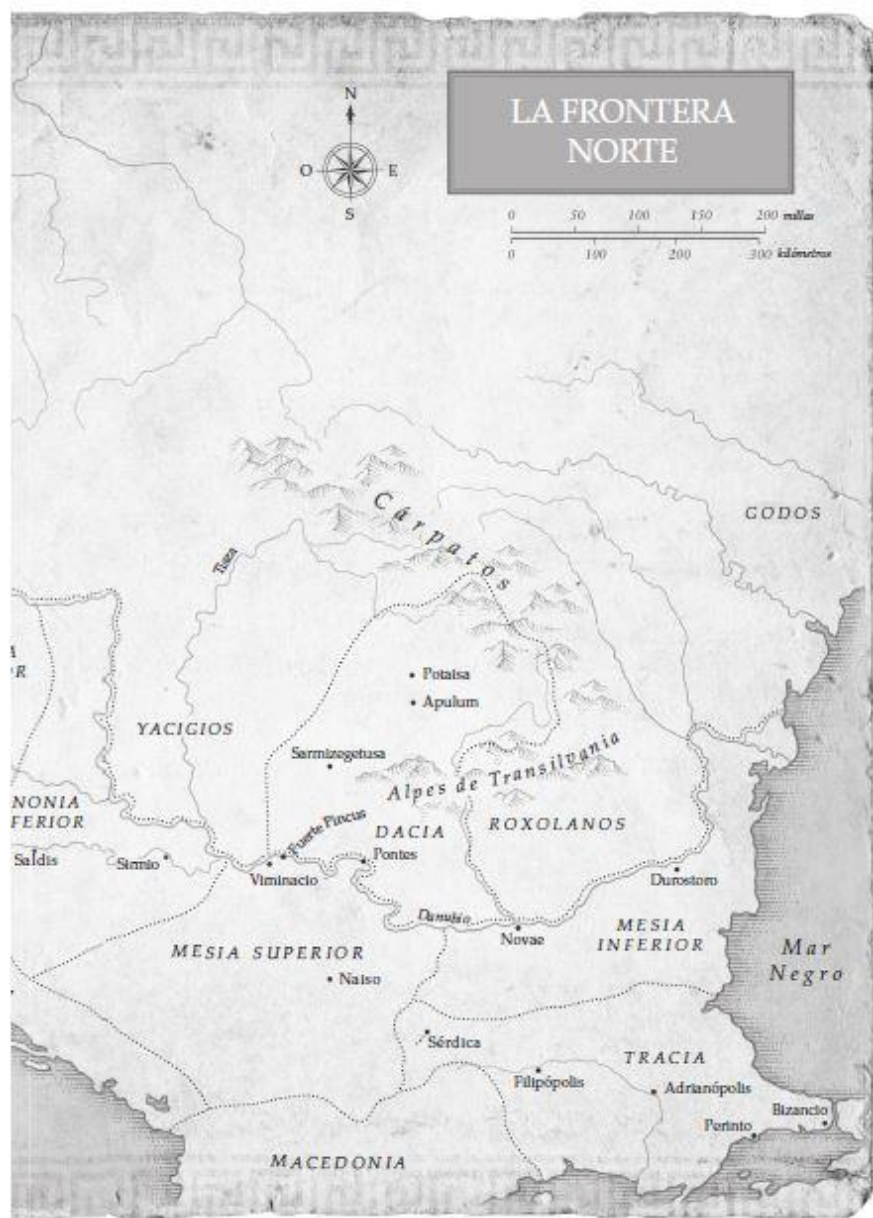 LA FRONTERA
NORTE
N
O E
S
0 50 100 150 200 millas
0 100 200 300 kilómetros
Cárpatos
GODOS
Tisza
Potaisa
Apulum
YACIGIOS
Sarmizegetusa
Alpes de Transilvania
NONIA
FERIOR
Fuerte Pincus
DACIA
ROXOLANOS
Saldis
Sirmio
Viminacio
Pontes
Durostoro
Danubio
Novae
MESIA
INFERIOR
MESIA SUPERIOR
Mar
Negro
Naiso
Sérdica
TRACIA
Filipópolis
Adrianópolis
Bizancio
Perinto
MACEDONIA